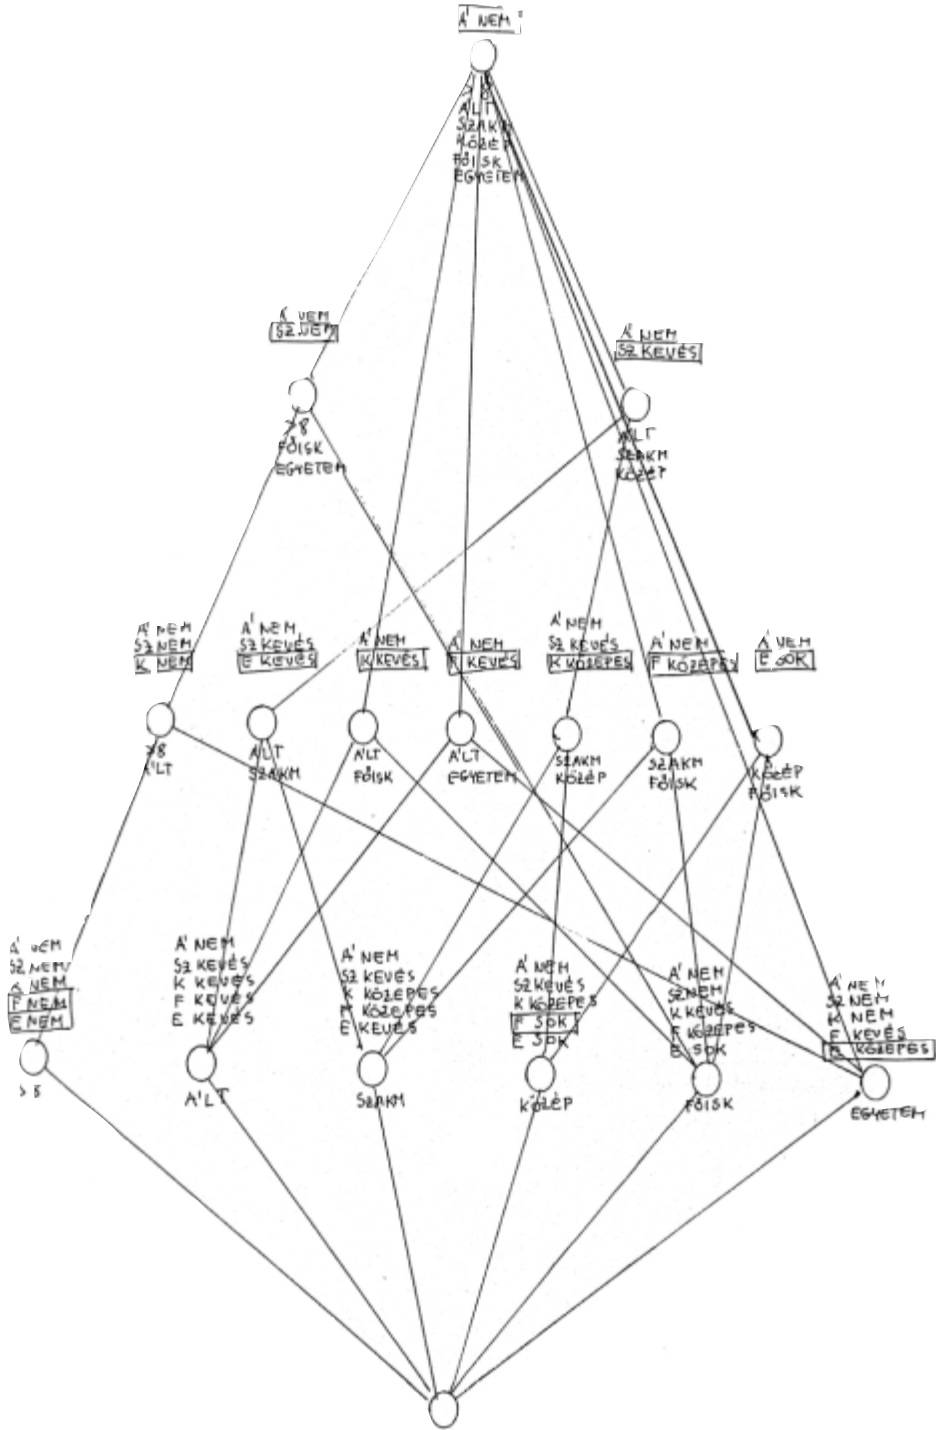 Á NEM
>8
ÁLT
SZAKM
KÖZÉP
FŐISK
EGYETEM
Á NEM
SZ NEM
>8
FŐISK
EGYETEM
Á NEM
SZ KEVÉS
ÁLT
SZAKM
KÖZÉP
Á NEM
SZ NEM
K NEM
>8
ÁLT
Á NEM
SZ KEVÉS
E KEVÉS
ÁLT
SZAKM
Á NEM
K KEVÉS
ÁLT
FŐISK
Á NEM
F KEVÉS
ÁLT
EGYETEM
Á NEM
SZ KEVÉS
K KÖZEPES
SZAKM
KÖZÉP
Á NEM
F KÖZEPES
SZAKM
FŐISK
Á NEM
E SOK
KÖZÉP
FŐISK
Á NEM
SZ NEM
K NEM
F NEM
E NEM
Á NEM
SZ KEVÉS
K KEVÉS
F KEVÉS
E KEVÉS
ÁLT
Á NEM
SZ KEVÉS
K KÖZEPES
F KÖZEPES
E KEVÉS
SZAKM
Á NEM
SZ KEVÉS
K KÖZEPES
F SOK
E SOK
KÖZÉP
Á NEM
SZ NEM
K KEVÉS
F KÖZEPES
E SOK
FŐISK
Á NEM
SZ NEM
K NEM
F KEVÉS
E KÖZEPES
EGYETEM